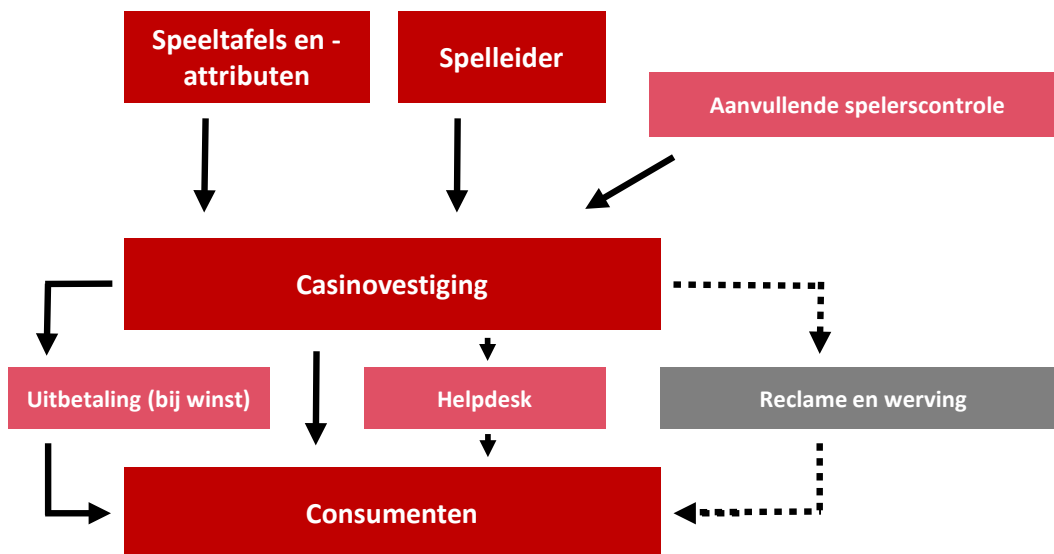 Speeltafels en -
attributen
Spelleider
Aanvullende spelerscontrole
Casinovestiging
Uitbetaling (bij winst)
Helpdesk
Reclame en werving
Consumenten